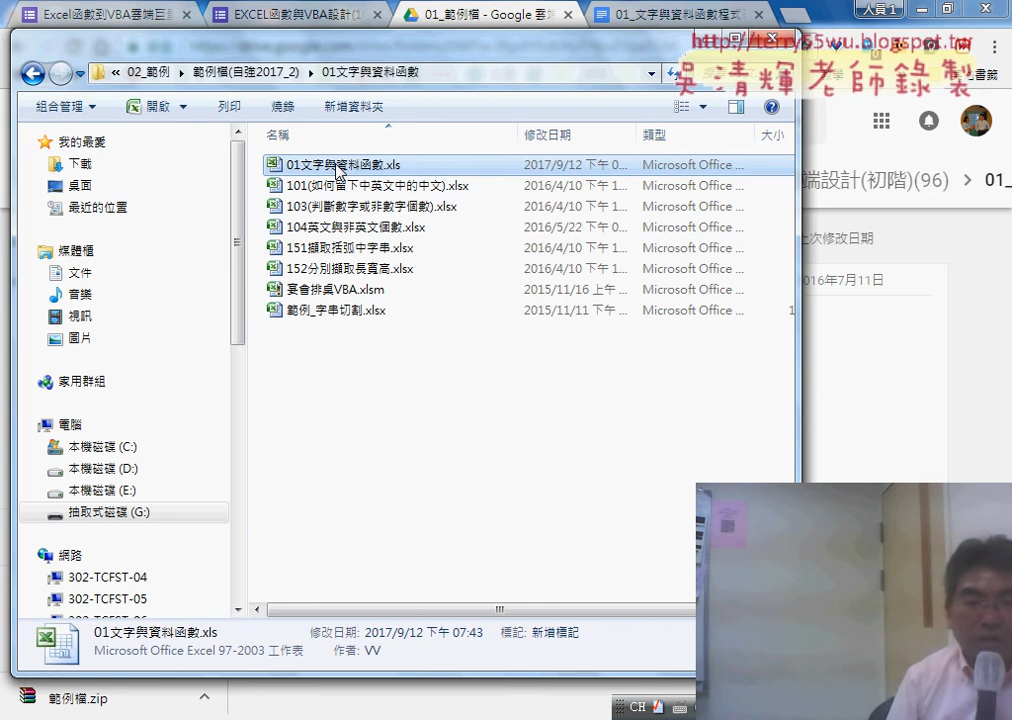 Excel函數到VBA雲端巨
EXCEL函數與VBA設計(1
01_範例檔 - Google 雲端
01_文字與資料函數程式
人員 1
http://terry55wu.blogspot.tw
吳清輝老師錄製
« 02_範例 ▸ 範例檔(自強2017_2) ▸ 01文字與資料函數
組合管理 開啟 列印 燒錄 新增資料夾
名稱 修改日期 類型 大小
我的最愛
下載
桌面
最近的位置
媒體櫃
文件
音樂
視訊
圖片
家用群組
電腦
本機磁碟 (C:)
本機磁碟 (D:)
本機磁碟 (E:)
抽取式磁碟 (G:)
網路
302-TCFST-04
302-TCFST-05
01文字與資料函數.xls 2017/9/12 下午 0... Microsoft Office ...
101(如何留下中英文中的中文).xlsx 2016/4/10 下午 1... Microsoft Office ...
103(判斷數字或非數字個數).xlsx 2016/4/10 下午 1... Microsoft Office ...
104英文與非英文個數.xlsx 2016/5/22 下午 0... Microsoft Office ...
151擷取括弧中字串.xlsx 2016/4/10 下午 1... Microsoft Office ...
152分別擷取長寬高.xlsx 2016/4/10 下午 1... Microsoft Office ...
宴會排桌VBA.xlsm 2015/11/16 上午 ... Microsoft Office ...
範例_字串切割.xlsx 2015/11/11 下午 ... Microsoft Office ... 1
端設計(初階)(96) > 01_
上次修改日期
2016年7月11日
01文字與資料函數.xls 修改日期: 2017/9/12 下午 07:43 標記: 新增標記
Microsoft Office Excel 97-2003 工作表 作者: VV
範例檔.zip
CH